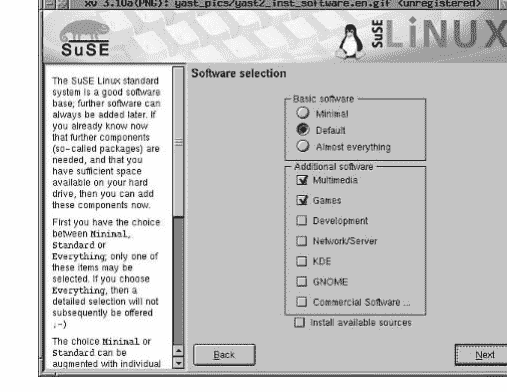 xv 3.10a(PNG): yast_pics/yast2_inst_software.en.gif <unregistered>
SuSE
SuSE LiNUX
The SuSE Linux standard
system is a good software
base; further software can
always be added later. If
you already know now
that further components
(so-called packages) are
needed, and that you
have sufficient space
available on your hard
drive, then you can add
these components now.
First you have the choice
between Mininal,
Standard or
Everything; only one of
these items may be
selected. If you choose
Everything, then a
detailed selection will not
subsequently be offered
;-)
The choice Mininal or
Standard can be
augmented with individual
Software selection
Basic software
Minimal
Default
Almost everything
Additional software
Multimedia
Games
Development
Network/Server
KDE
GNOME
Commercial Software ...
Install available sources
Back
Next